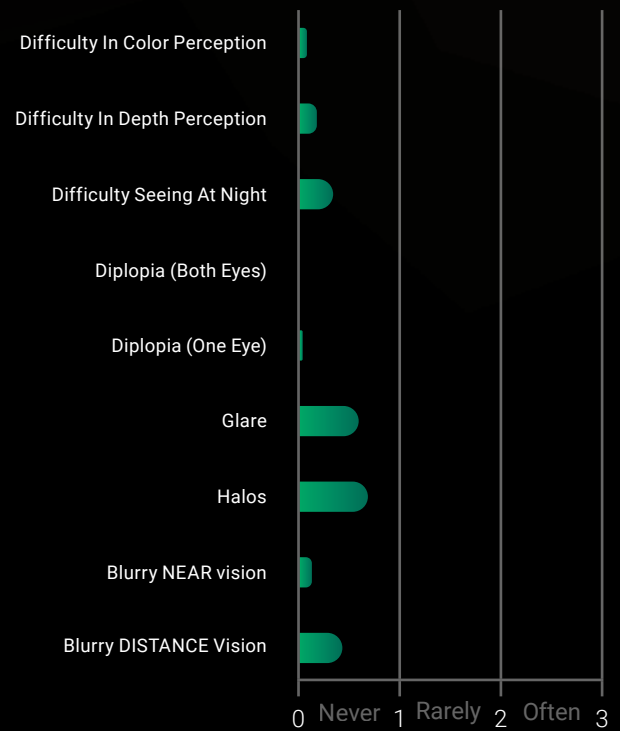 Difficulty In Color Perception
Difficulty In Depth Perception
Difficulty Seeing At Night
Diplopia (Both Eyes)
Diplopia (One Eye)
Glare
Halos
Blurry NEAR vision
Blurry DISTANCE Vision
0 Never 1 Rarely 2 Often 3